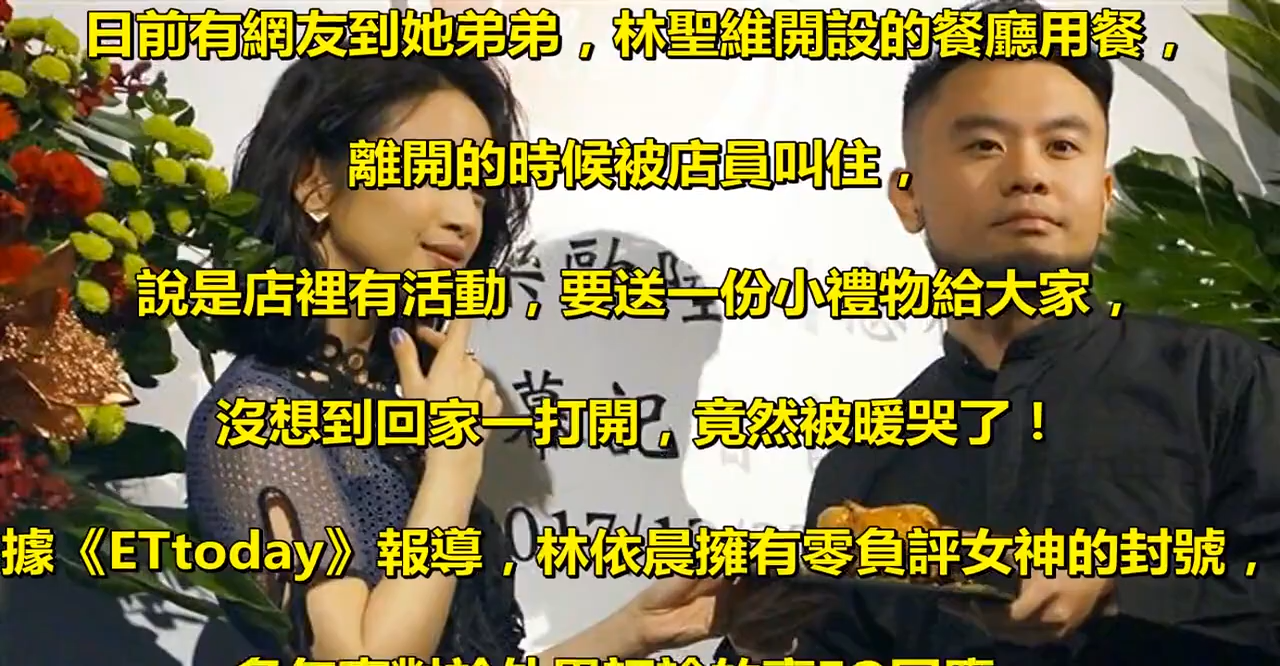 日前有網友到她弟弟，林聖維開設的餐廳用餐，
離開的時候被店員叫住，
說是店裡有活動，要送一份小禮物給大家，
沒想到回家一打開，竟然被暖哭了！
據《ETtoday》報導，林依晨擁有零負評女神的封號，